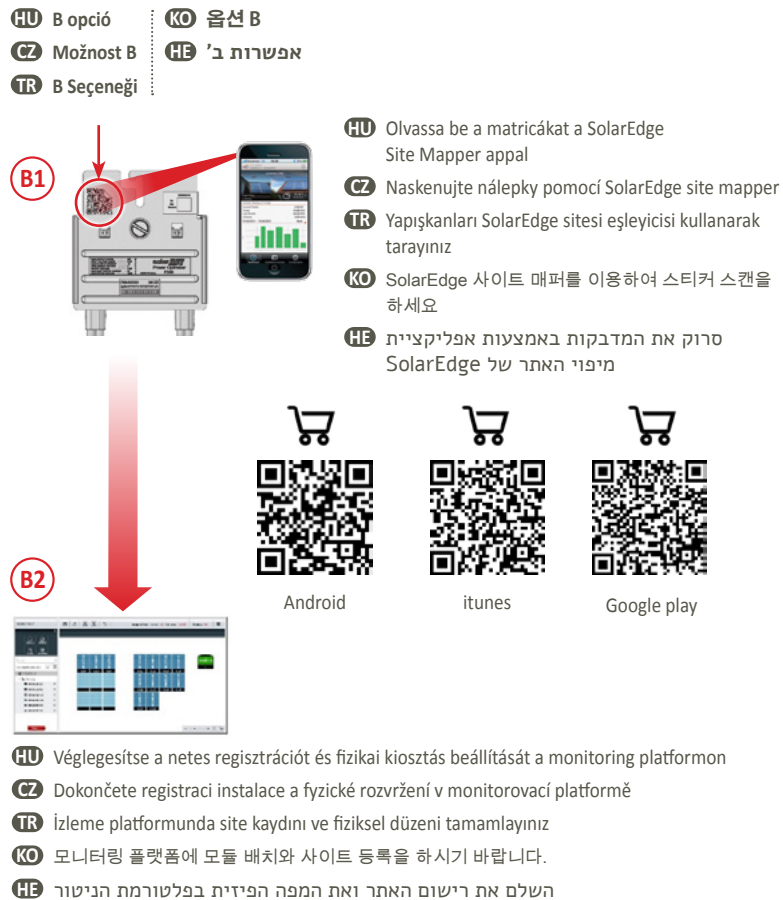 HU B opció
CZ Možnost B
TR B Seçeneği
KO 옵션 B
HE אפשרות ב'
B1
HU Olvassa be a matricákat a SolarEdge
Site Mapper appal
CZ Naskenujte nálepky pomocí SolarEdge site mapper
TR Yapışkanları SolarEdge sitesi eşleyicisi kullanarak
tarayınız
KO SolarEdge 사이트 매퍼를 이용하여 스티커 스캔을
하세요
HE סרוק את המדבקות באמצעות אפליקציית
מיפוי האתר של SolarEdge
Android
itunes
Google play
B2
HU Véglegesítse a netes regisztrációt és fizikai kiosztás beállítását a monitoring platformon
CZ Dokončete registraci instalace a fyzické rozvržení v monitorovací platformě
TR İzleme platformunda site kaydını ve fiziksel düzeni tamamlayınız
KO 모니터링 플랫폼에 모듈 배치와 사이트 등록을 하시기 바랍니다.
HE השלם את רישום האתר ואת המפה הפיזית בפלטורמת הניטור